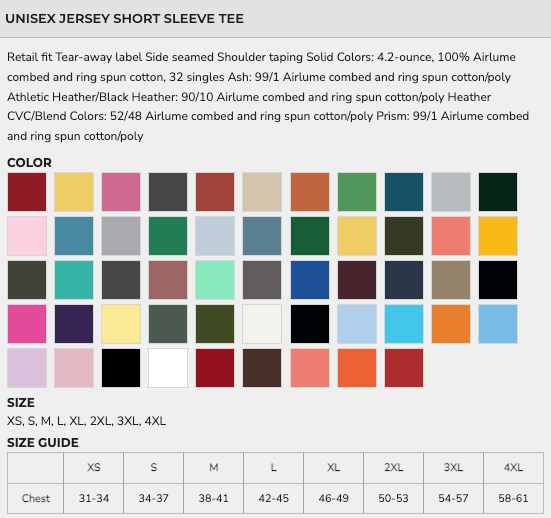 UNISEX JERSEY SHORT SLEEVE TEE
Retail fit Tear-away label Side seamed Shoulder taping Solid Colors: 4.2-ounce, 100% Airlume
combed and ring spun cotton, 32 singles Ash: 99/1 Airlume combed and ring spun cotton/poly
Athletic Heather/Black Heather: 90/10 Airlume combed and ring spun cotton/poly Heather
CVC/Blend Colors: 52/48 Airlume combed and ring spun cotton/poly Prism: 99/1 Airlume combed
and ring spun cotton/poly
COLOR
SIZE
XS, S, M, L, XL, 2XL, 3XL, 4XL
SIZE GUIDE
XS S M L XL 2XL 3XL 4XL
Chest 31-34 34-37 38-41 42-45 46-49 50-53 54-57 58-61